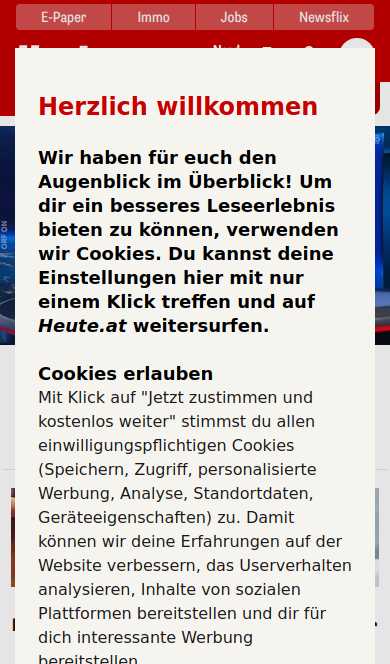 E-Paper Immo Jobs Newsflix
Herzlich willkommen
Wir haben für euch den
Augenblick im Überblick! Um
dir ein besseres Leseerlebnis
bieten zu können, verwenden
wir Cookies. Du kannst deine
Einstellungen hier mit nur
einem Klick treffen und auf
Heute.at weitersurfen.
Cookies erlauben
Mit Klick auf "Jetzt zustimmen und
kostenlos weiter" stimmst du allen
einwilligungspflichtigen Cookies
(Speichern, Zugriff, personalisierte
Werbung, Analyse, Standortdaten,
Geräteeigenschaften) zu. Damit
können wir deine Erfahrungen auf der
Website verbessern, das Userverhalten
analysieren, Inhalte von sozialen
Plattformen bereitstellen und dir für
dich interessante Werbung
bereitstellen